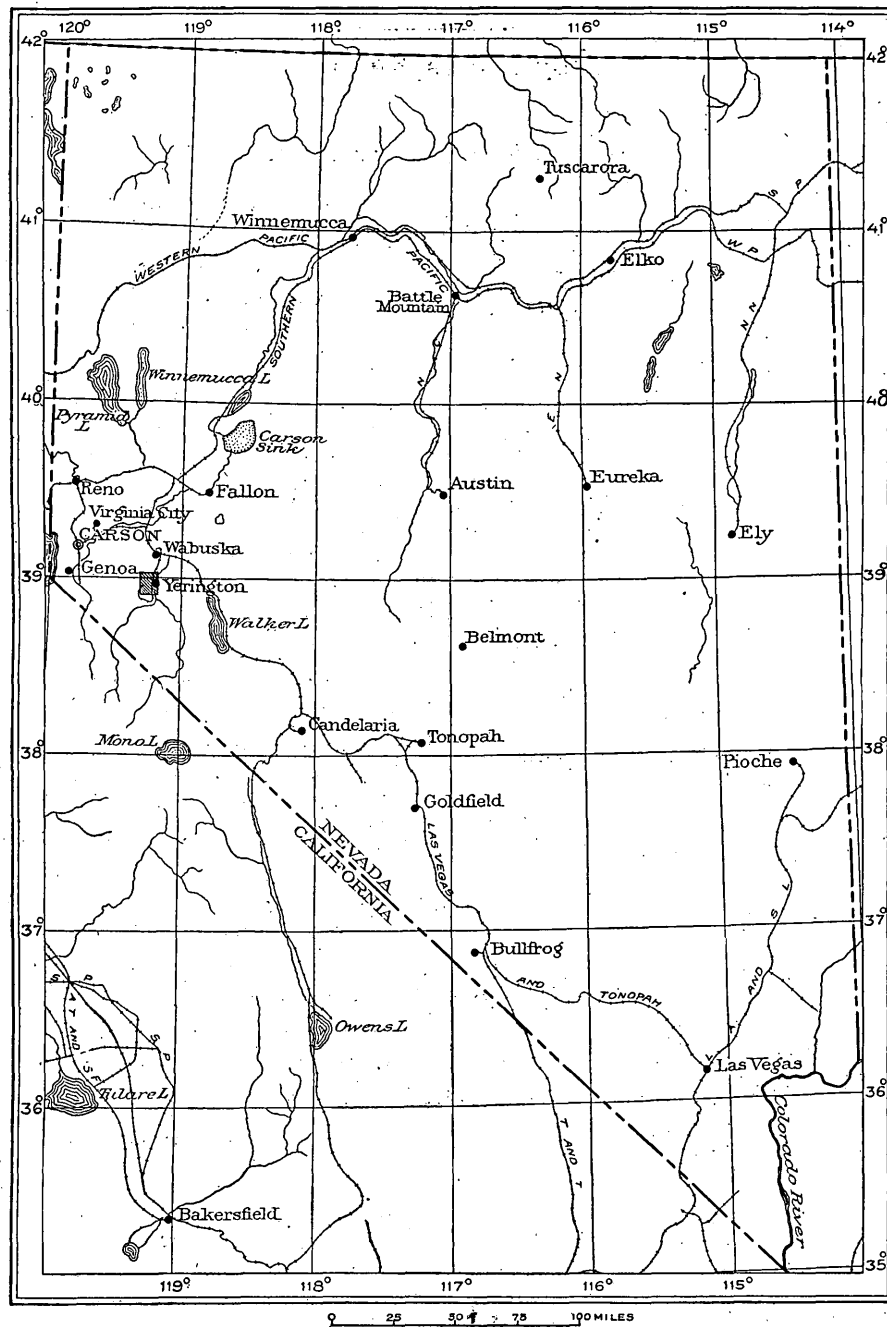 120° 119° 118° 117° 116° 115° 114°
42° 42°
Tuscarora
41° 41°
Winnemucca
S P
WESTERN PACIFIC
W P
PACIFIC
Elko
Battle
Mountain
SOUTHERN
N N
N C
E N
Winnemucca L
40° 40°
Pyramid
L
Carson
Sink
Reno
Fallon
Austin
Eureka
Virginia City
CARSON
Wabuska
Ely
39° 39°
Genoa
Yerington
Walker L
Belmont
Candelaria
Tonopah
Mono L
38° 38°
Pioche
Goldfield
LAS VEGAS
NEVADA
CALIFORNIA
37° 37°
Bullfrog
S P
AND TONOPAH
AND S L
A T AND S F
S P
Owens L
Las Vegas
Tulare L
36° 36°
T AND T
Colorado River
Bakersfield
35° 35°
119° 118° 117° 116° 115°
0 25 50 75 100 MILES